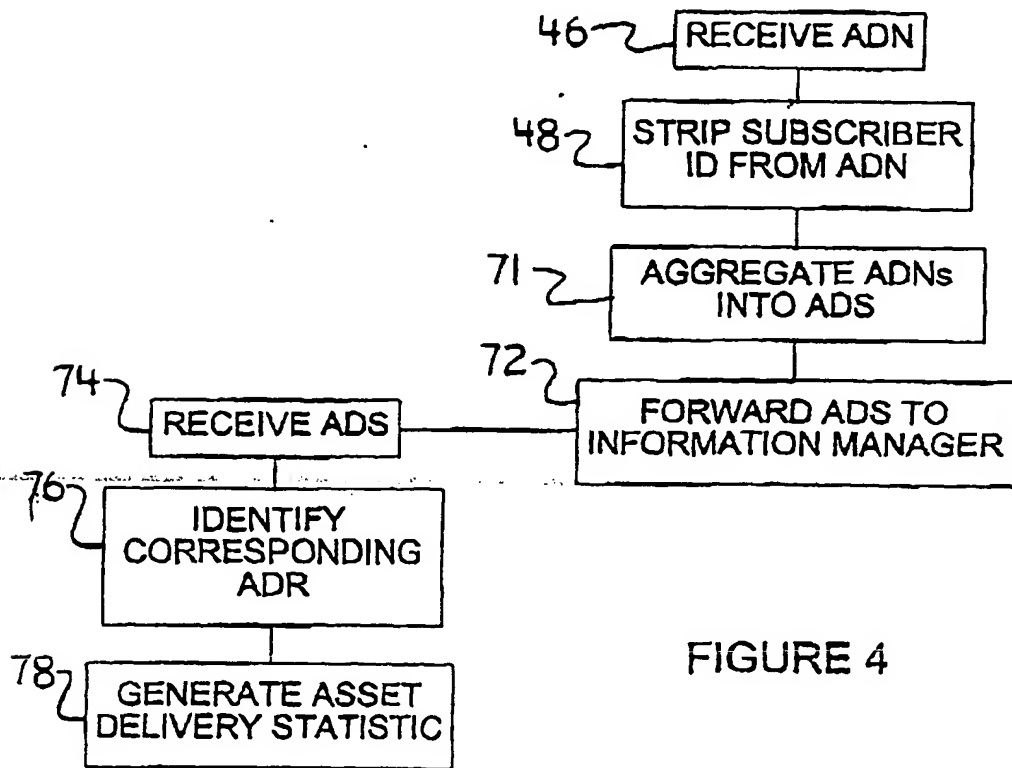 46
RECEIVE ADN
48
STRIP SUBSCRIBER
ID FROM ADN
71
AGGREGATE ADNs
INTO ADS
72
FORWARD ADS TO
INFORMATION MANAGER
74
RECEIVE ADS
76
IDENTIFY
CORRESPONDING
ADR
78
GENERATE ASSET
DELIVERY STATISTIC
FIGURE 4